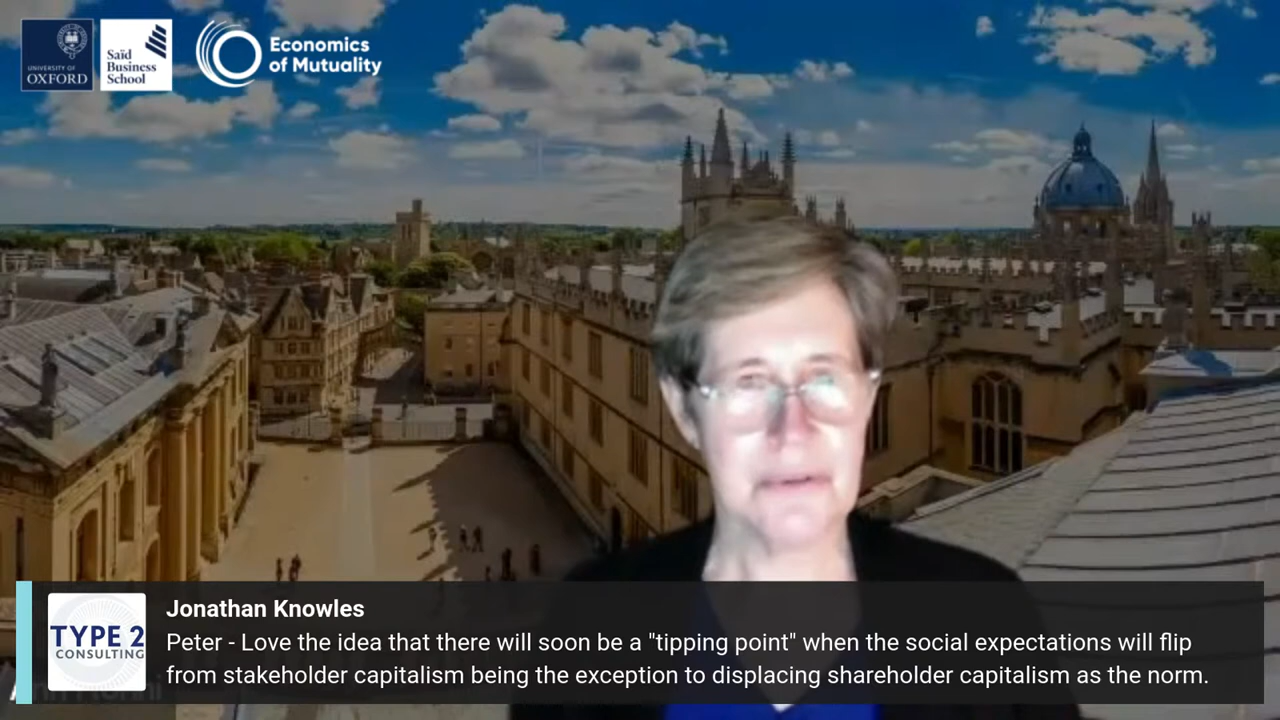 UNIVERSITY OF
OXFORD
Saïd
Business
School
Economics
of Mutuality
TYPE 2
CONSULTING
Jonathan Knowles
Peter - Love the idea that there will soon be a "tipping point" when the social expectations will flip
from stakeholder capitalism being the exception to displacing shareholder capitalism as the norm.